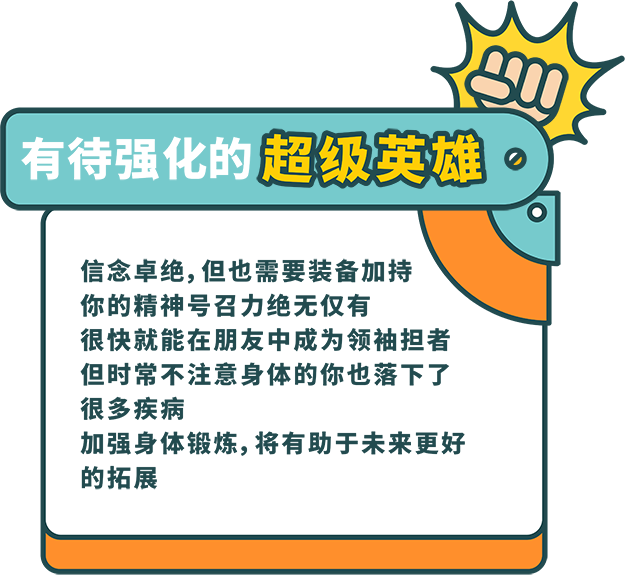 有待强化的超级英雄
信念卓绝，但也需要装备加持
你的精神号召力绝无仅有
很快就能在朋友中成为领袖担者
但时常不注意身体的你也落下了
很多疾病
加强身体锻炼，将有助于未来更好
的拓展